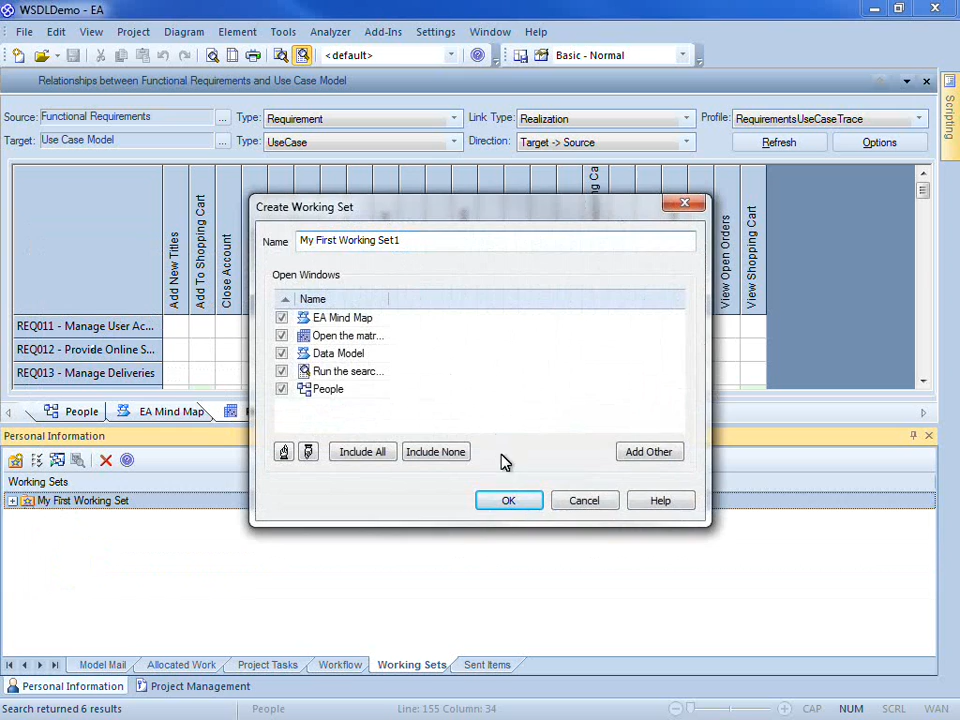 WSDLDemo - EA
File Edit View Project Diagram Element Tools Analyzer Add-Ins Settings Window Help
<default> Basic - Normal
Relationships between Functional Requirements and Use Case Model
Source: Functional Requirements ... Type: Requirement Link Type: Realization Profile: RequirementsUseCaseTrace
Target: Use Case Model ... Type: UseCase Direction: Target -> Source Refresh Options
Add New Titles
Add To Shopping Cart
Close Account
View Open Orders
View Shopping Cart
REQ011 - Manage User Ac...
REQ012 - Provide Online S...
REQ013 - Manage Deliveries
People EA Mind Map
Create Working Set
Name My First Working Set1
Open Windows
Name
EA Mind Map
Open the matr...
Data Model
Run the searc...
People
Include All Include None Add Other
OK Cancel Help
Personal Information
Working Sets
My First Working Set
Model Mail Allocated Work Project Tasks Workflow Working Sets Sent Items
Personal Information Project Management
Search returned 6 results People Line: 155 Column: 34 CAP NUM SCRL WAN
Scripting